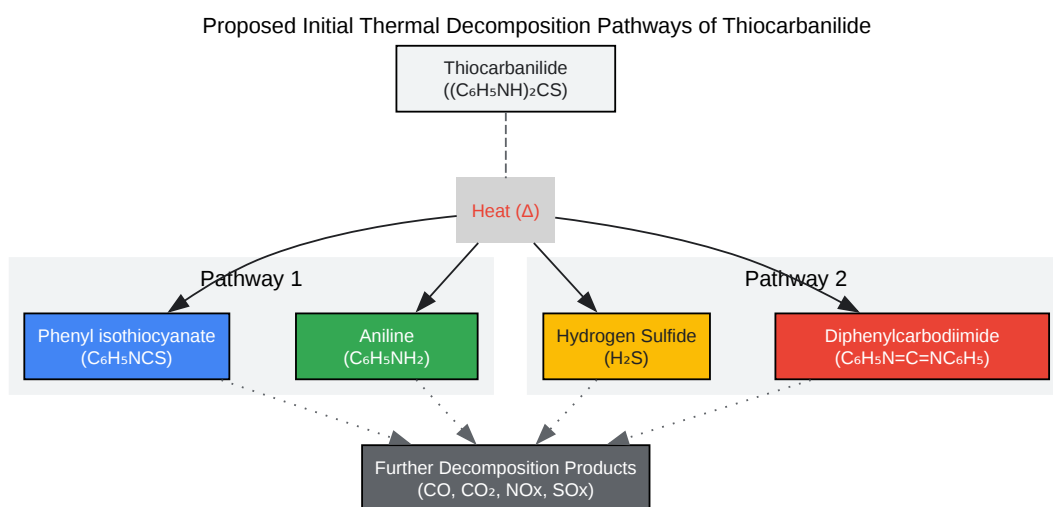 Proposed Initial Thermal Decomposition Pathways of Thiocarbanilide
Thiocarbanilide
((C₆H₅NH)₂CS)
Heat (Δ)
Pathway 1
Pathway 2
Phenyl isothiocyanate
(C₆H₅NCS)
Aniline
(C₆H₅NH₂)
Hydrogen Sulfide
(H₂S)
Diphenylcarbodiimide
(C₆H₅N=C=NC₆H₅)
Further Decomposition Products
(CO, CO₂, NOx, SOx)